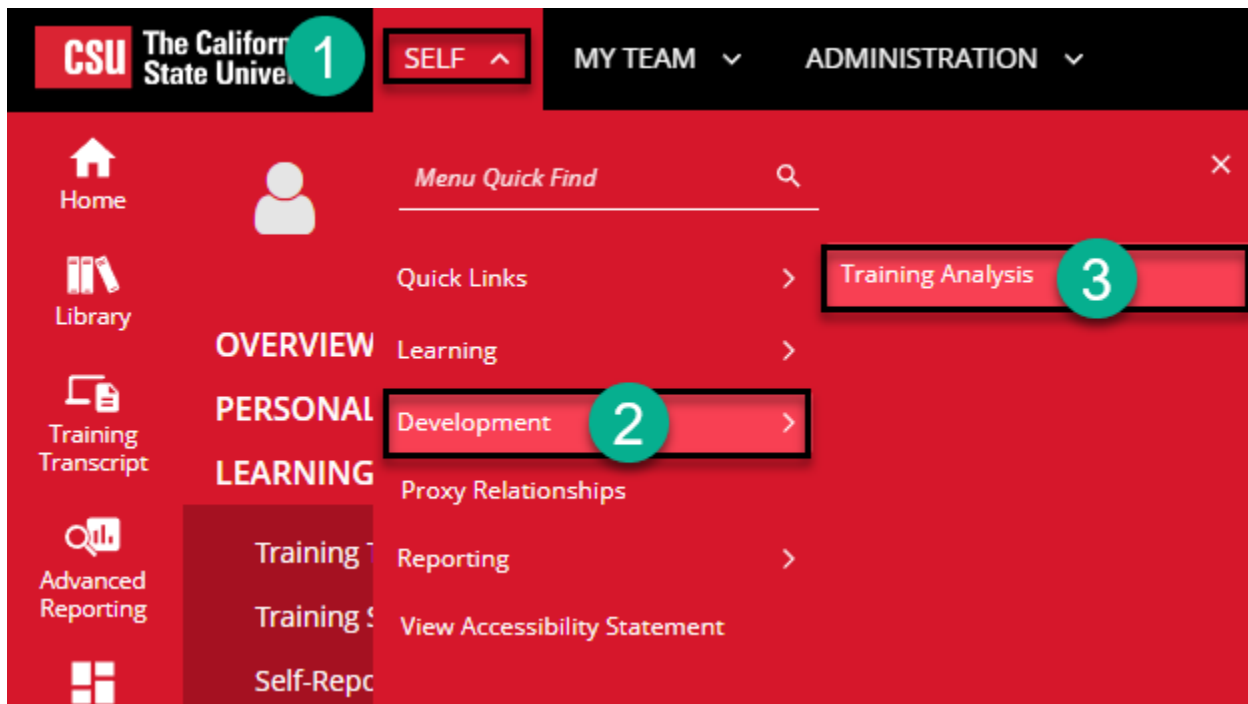 CSU The Californ
State Unive
1
SELF
MY TEAM
ADMINISTRATION
Home
Library
Training
Transcript
Advanced
Reporting
OVERVIEW
PERSONAL
LEARNING
Training
Training
Self-Repo
Menu Quick Find
Quick Links
Learning
Development
2
Proxy Relationships
Reporting
View Accessibility Statement
Training Analysis
3